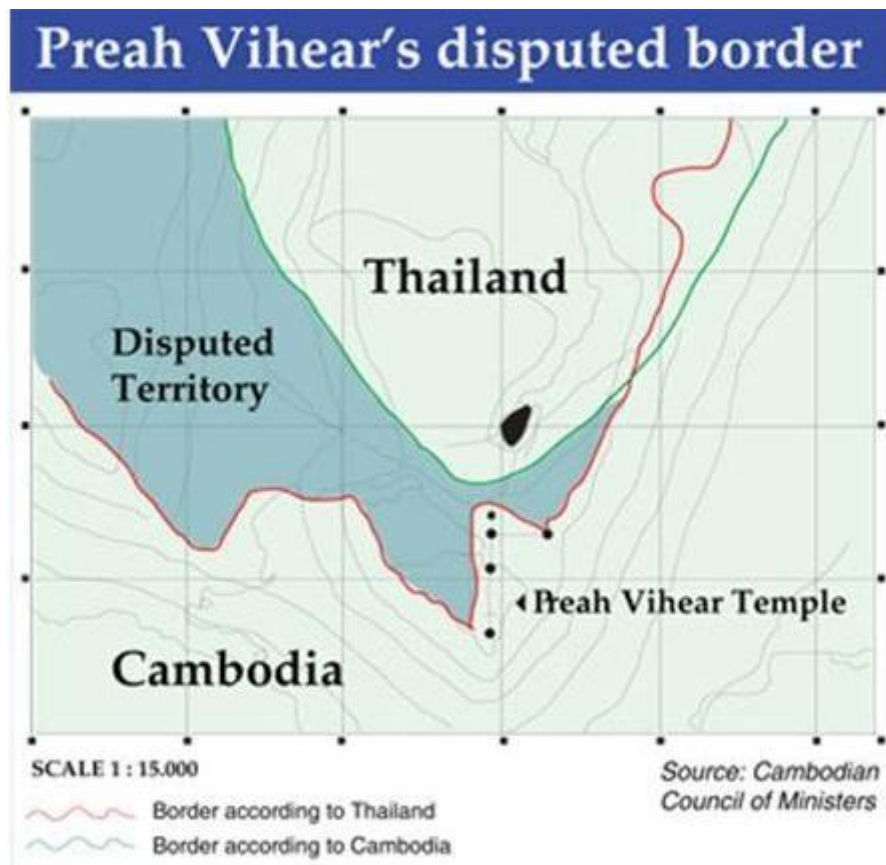 Preah Vihear's disputed border
Thailand
Disputed
Territory
Preah Vihear Temple
Cambodia
SCALE 1 : 15.000
Source: Cambodian
Council of Ministers
Border according to Thailand
Border according to Cambodia